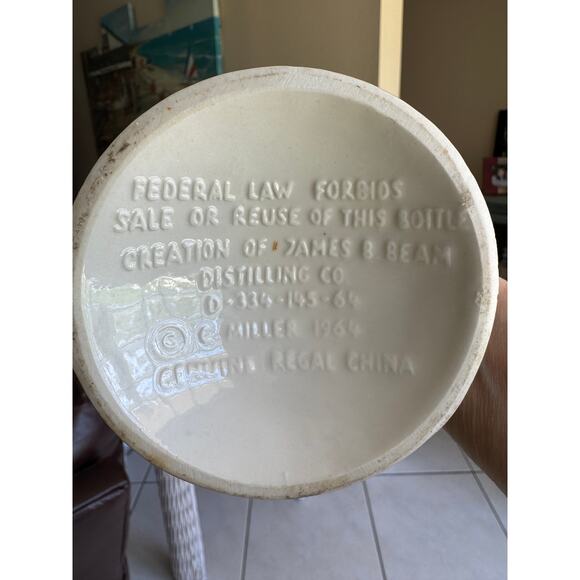 FEDERAL LAW FORBIDS
SALE OR REUSE OF THIS BOTTLE
CREATION OF JAMES B BEAM
DISTILLING CO
D-334-145-64
© C MILLER 1964
GENUINE REGAL CHINA